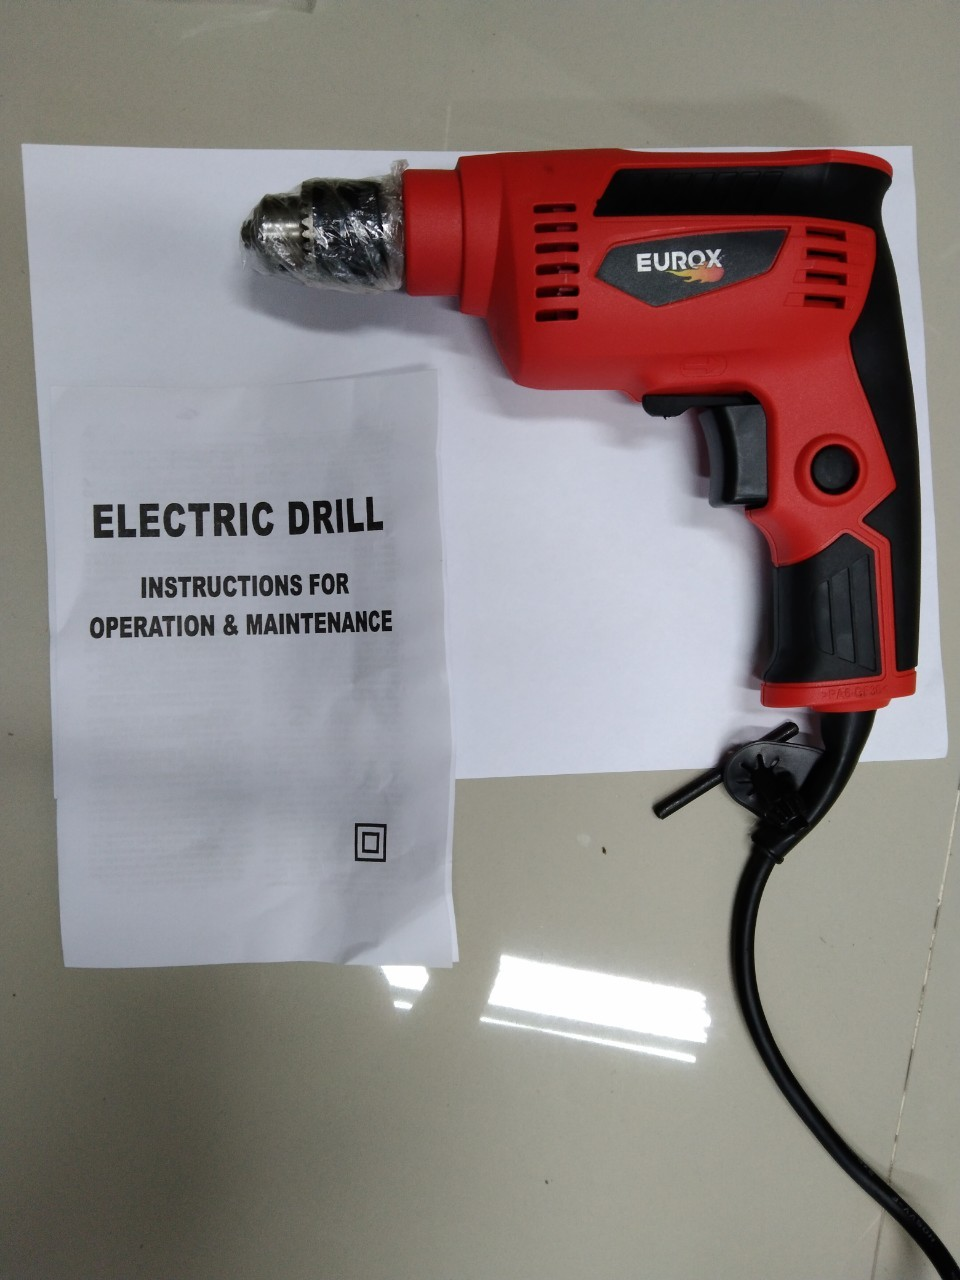 EUROX
ELECTRIC DRILL
INSTRUCTIONS FOR
OPERATION & MAINTENANCE